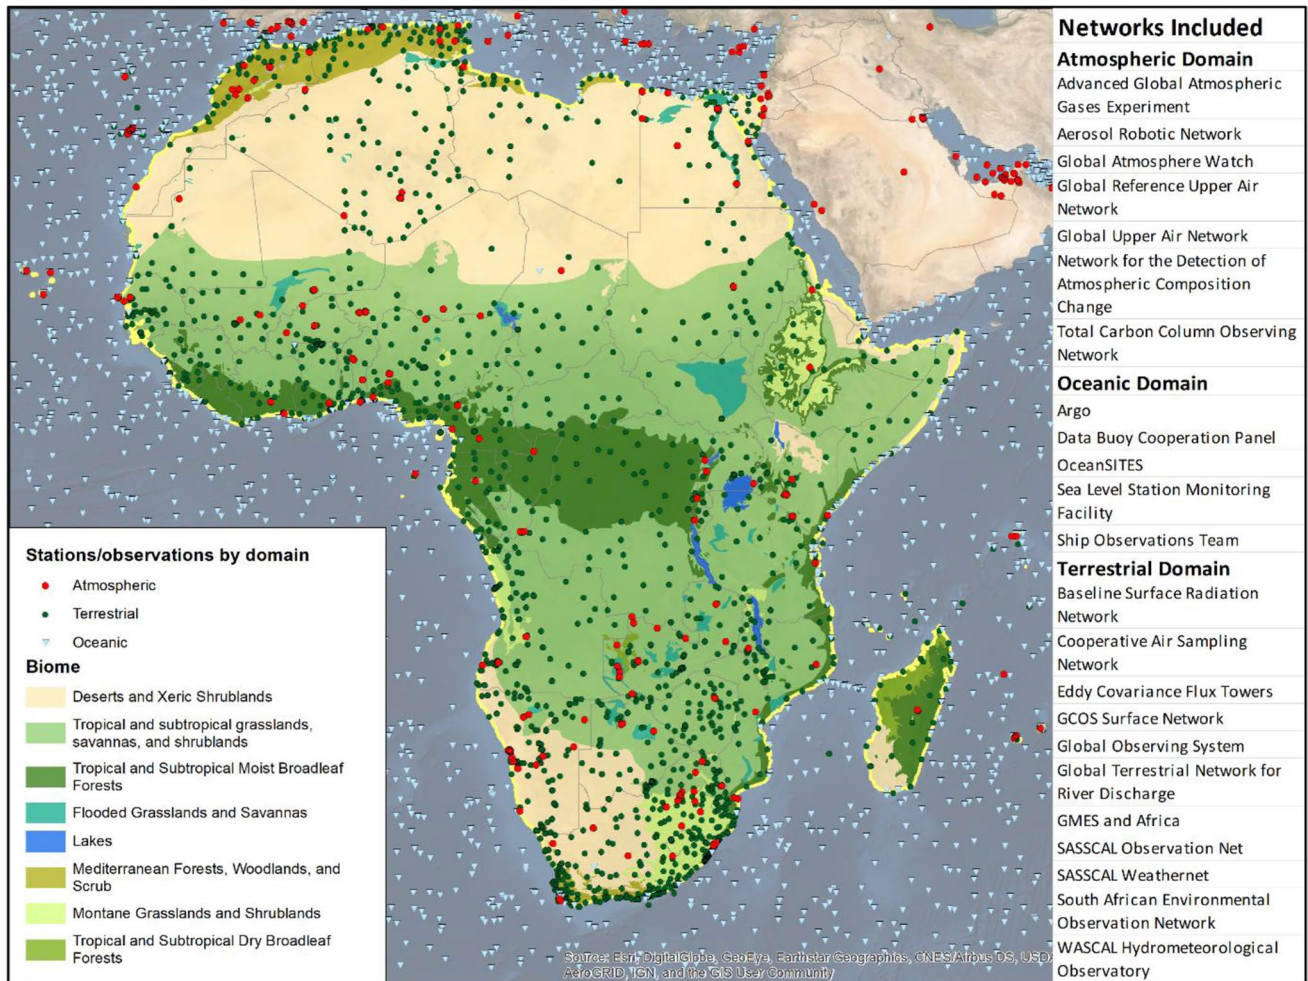 Networks Included
Atmospheric Domain
Advanced Global Atmospheric
Gases Experiment
Aerosol Robotic Network
Global Atmosphere Watch
Global Reference Upper Air
Network
Global Upper Air Network
Network for the Detection of
Atmospheric Composition
Change
Total Carbon Column Observing
Network
Oceanic Domain
Argo
Data Buoy Cooperation Panel
OceanSITES
Sea Level Station Monitoring
Facility
Ship Observations Team
Terrestrial Domain
Baseline Surface Radiation
Network
Cooperative Air Sampling
Network
Eddy Covariance Flux Towers
GCOS Surface Network
Global Observing System
Global Terrestrial Network for
River Discharge
GMES and Africa
SASSCAL Observation Net
SASSCAL Weathernet
South African Environmental
Observation Network
WASCAL Hydrometeorological
Observatory
Stations/observations by domain
Atmospheric
Terrestrial
Oceanic
Biome
Deserts and Xeric Shrublands
Tropical and subtropical grasslands,
savannas, and shrublands
Tropical and Subtropical Moist Broadleaf
Forests
Flooded Grasslands and Savannas
Lakes
Mediterranean Forests, Woodlands, and
Scrub
Montane Grasslands and Shrublands
Tropical and Subtropical Dry Broadleaf
Forests
Source: Esri, DigitalGlobe, GeoEye, Earthstar Geographics, CNES/Airbus DS, USD
AeroGRID, IGN, and the GIS User Community